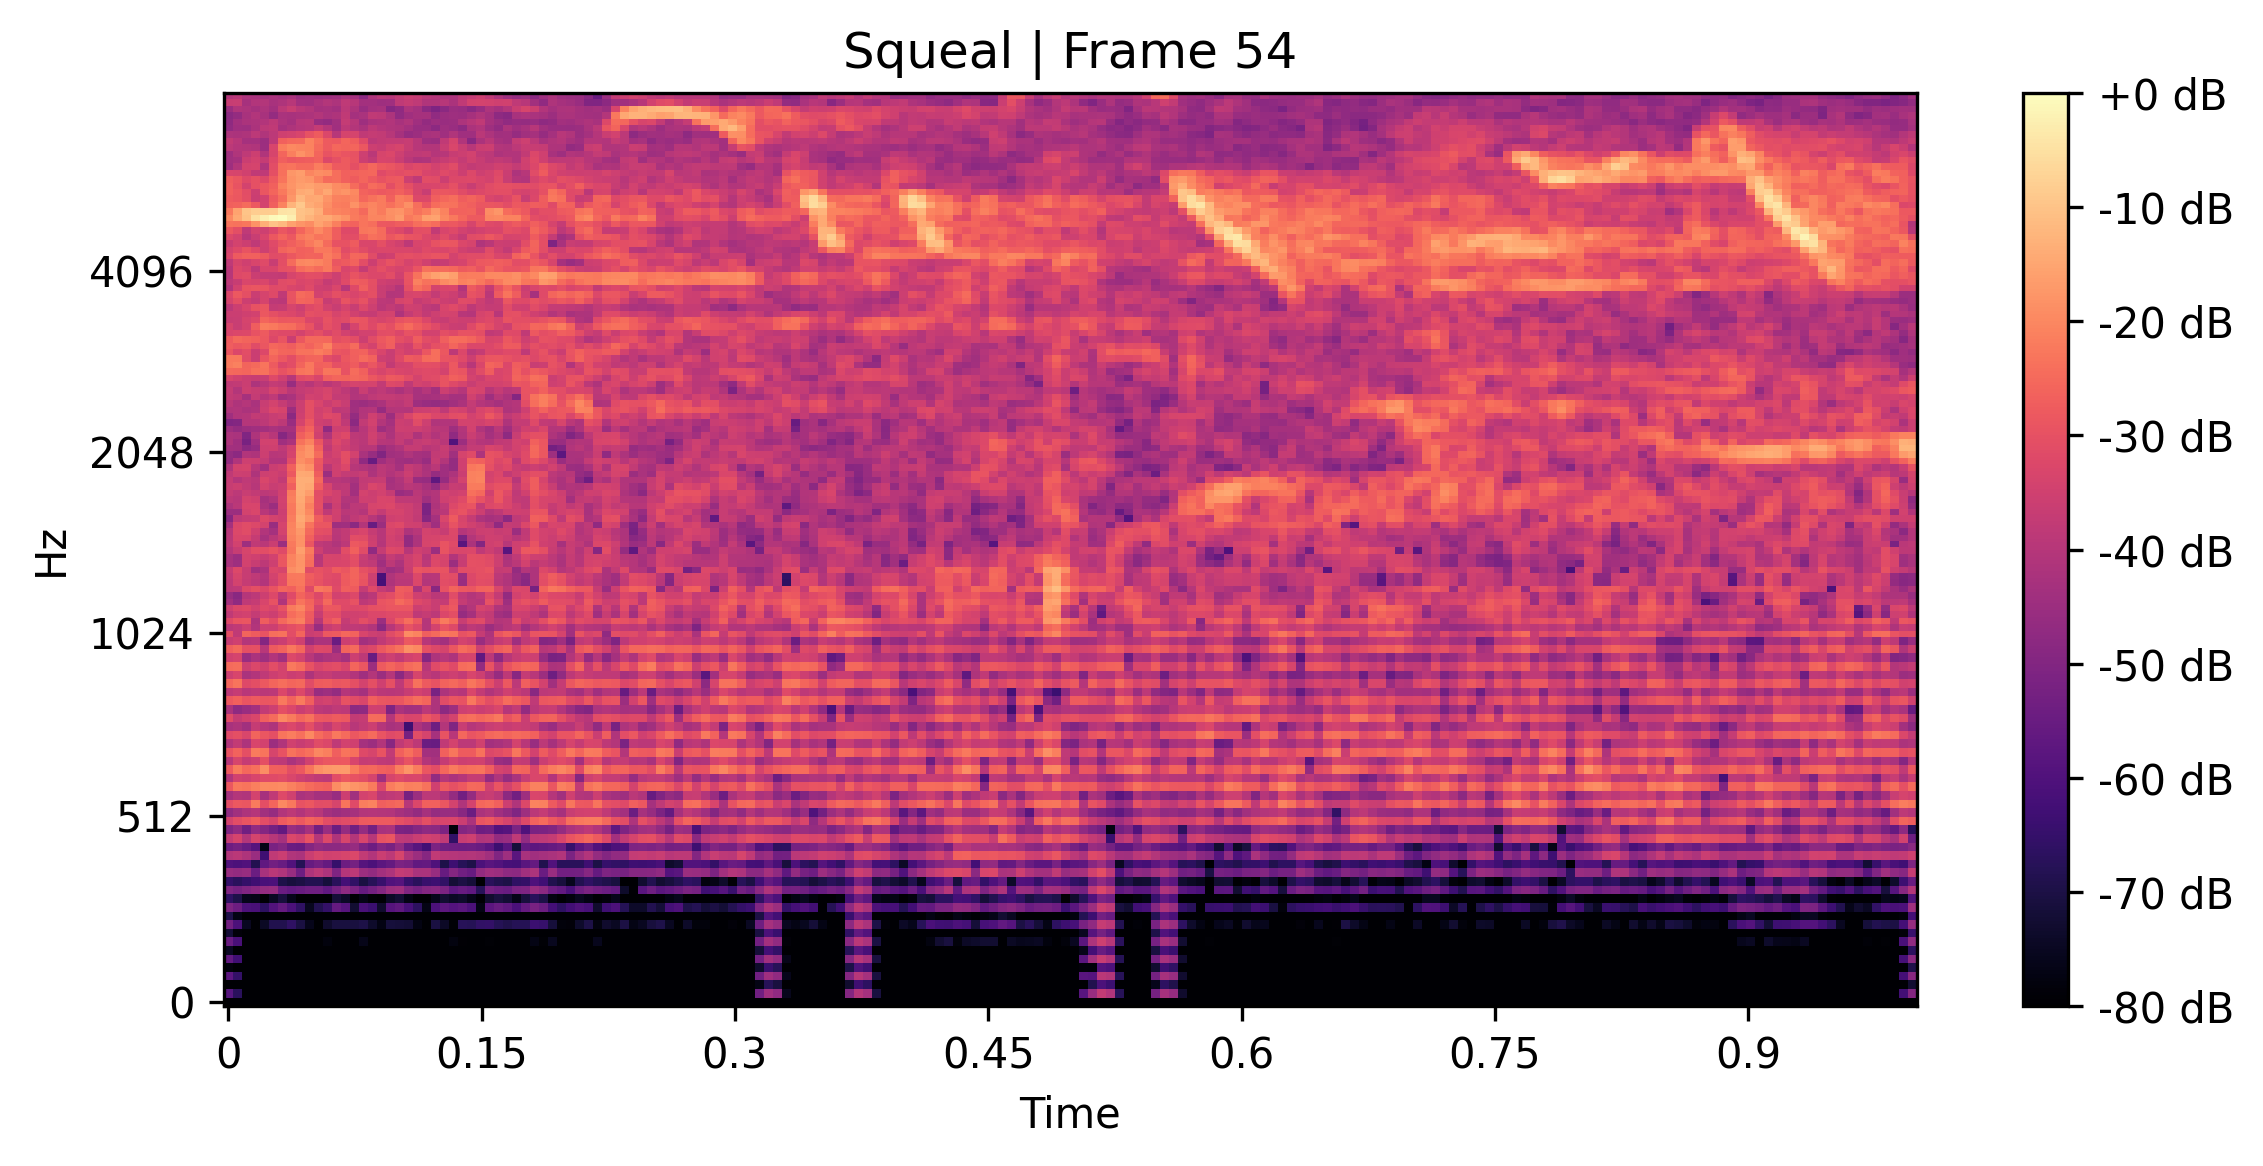 Squeal | Frame 54
+0 dB
-10 dB
-20 dB
-30 dB
-40 dB
-50 dB
-60 dB
-70 dB
-80 dB
Hz
4096
2048
1024
512
0
0 0.15 0.3 0.45 0.6 0.75 0.9
Time